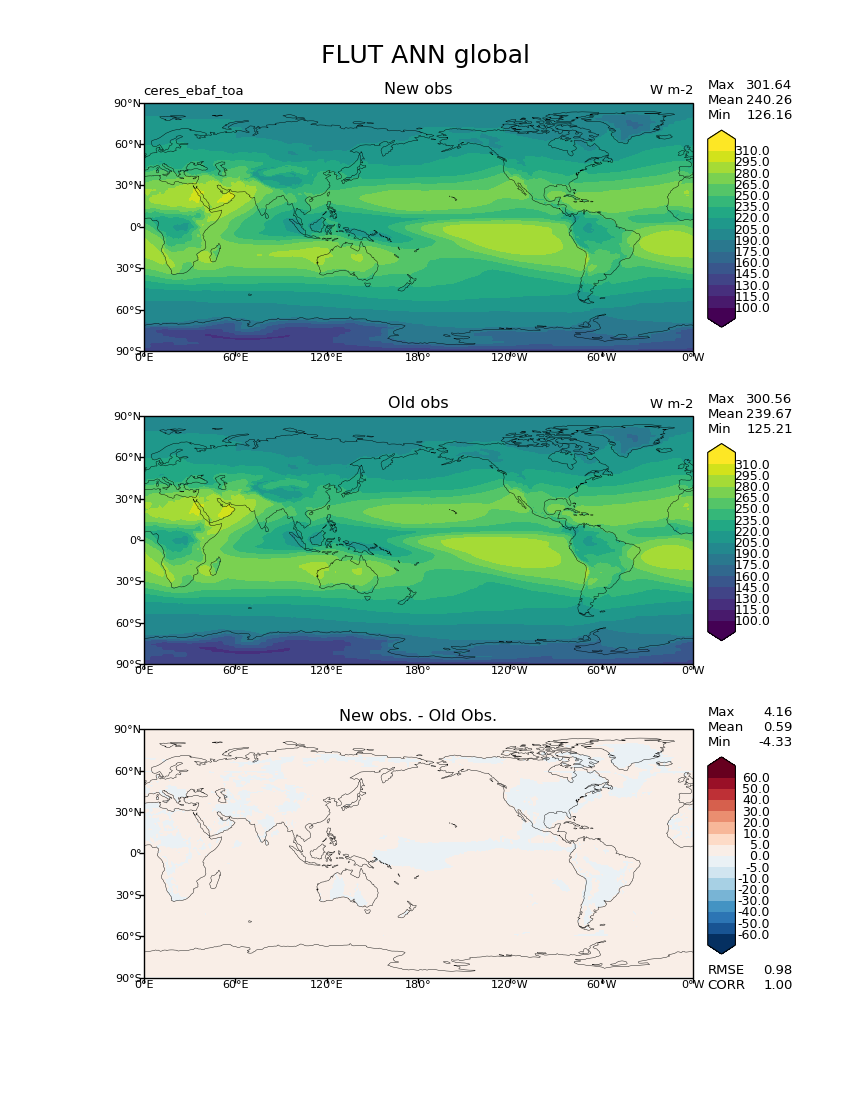 FLUT ANN global
ceres_ebaf_toa New obs W m-2
Max 301.64
Mean 240.26
Min 126.16
90°N
60°N
30°N
0°
30°S
60°S
90°S
0°E 60°E 120°E 180° 120°W 60°W 0°W
310.0
295.0
280.0
265.0
250.0
235.0
220.0
205.0
190.0
175.0
160.0
145.0
130.0
115.0
100.0
Old obs W m-2
Max 300.56
Mean 239.67
Min 125.21
90°N
60°N
30°N
0°
30°S
60°S
90°S
0°E 60°E 120°E 180° 120°W 60°W 0°W
310.0
295.0
280.0
265.0
250.0
235.0
220.0
205.0
190.0
175.0
160.0
145.0
130.0
115.0
100.0
New obs. - Old Obs.
Max 4.16
Mean 0.59
Min -4.33
90°N
60°N
30°N
0°
30°S
60°S
90°S
0°E 60°E 120°E 180° 120°W 60°W 0°W
60.0
50.0
40.0
30.0
20.0
10.0
5.0
0.0
-5.0
-10.0
-20.0
-30.0
-40.0
-50.0
-60.0
RMSE 0.98
CORR 1.00